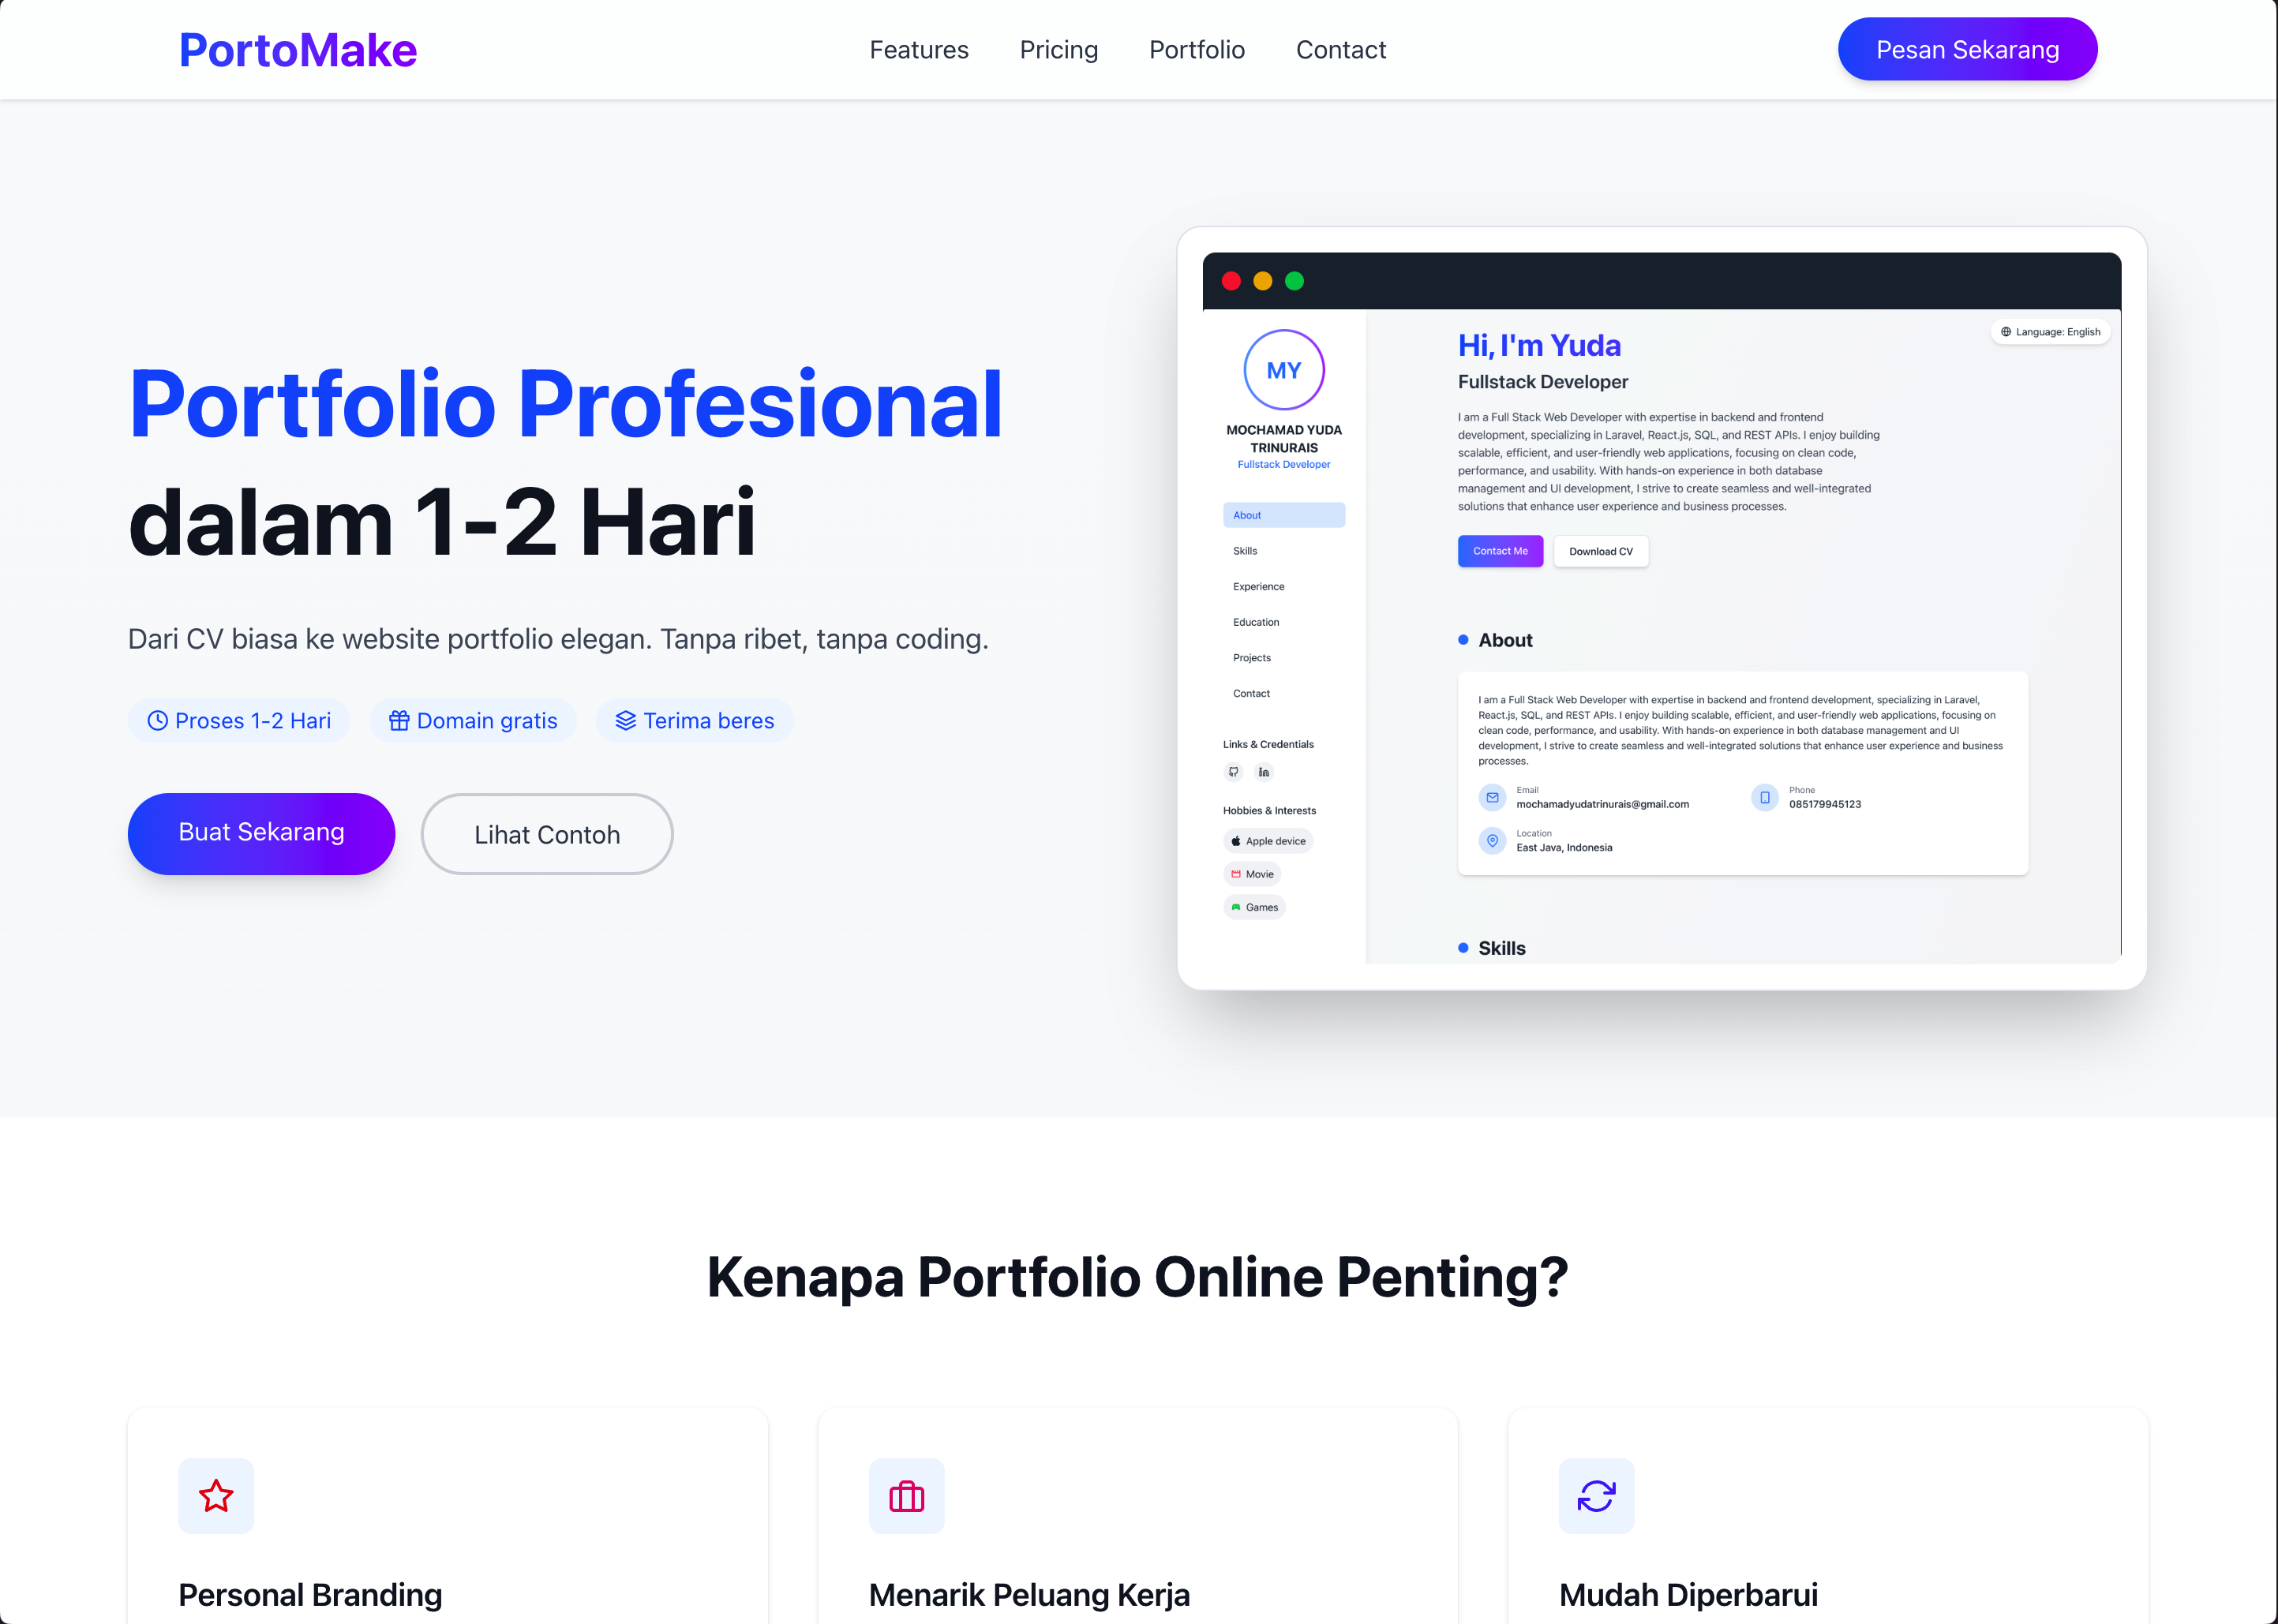 PortoMake
Features
Pricing
Portfolio
Contact
Pesan Sekarang
Portfolio Profesional
dalam 1-2 Hari
Dari CV biasa ke website portfolio elegan. Tanpa ribet, tanpa coding.
Proses 1-2 Hari
Domain gratis
Terima beres
Buat Sekarang
Lihat Contoh
MY
MOCHAMAD YUDA
TRINURAIS
Fullstack Developer
About
Skills
Experience
Education
Projects
Contact
Links & Credentials
Hobbies & Interests
Apple device
Movie
Games
Language: English
Hi, I'm Yuda
Fullstack Developer
I am a Full Stack Web Developer with expertise in backend and frontend
development, specializing in Laravel, React.js, SQL, and REST APIs. I enjoy building
scalable, efficient, and user-friendly web applications, focusing on clean code,
performance, and usability. With hands-on experience in both database
management and UI development, I strive to create seamless and well-integrated
solutions that enhance user experience and business processes.
Contact Me
Download CV
About
I am a Full Stack Web Developer with expertise in backend and frontend development, specializing in Laravel,
React.js, SQL, and REST APIs. I enjoy building scalable, efficient, and user-friendly web applications, focusing on
clean code, performance, and usability. With hands-on experience in both database management and UI
development, I strive to create seamless and well-integrated solutions that enhance user experience and business
processes.
Email
mochamadyudatrinurais@gmail.com
Phone
085179945123
Location
East Java, Indonesia
Skills
Kenapa Portfolio Online Penting?
Personal Branding
Menarik Peluang Kerja
Mudah Diperbarui